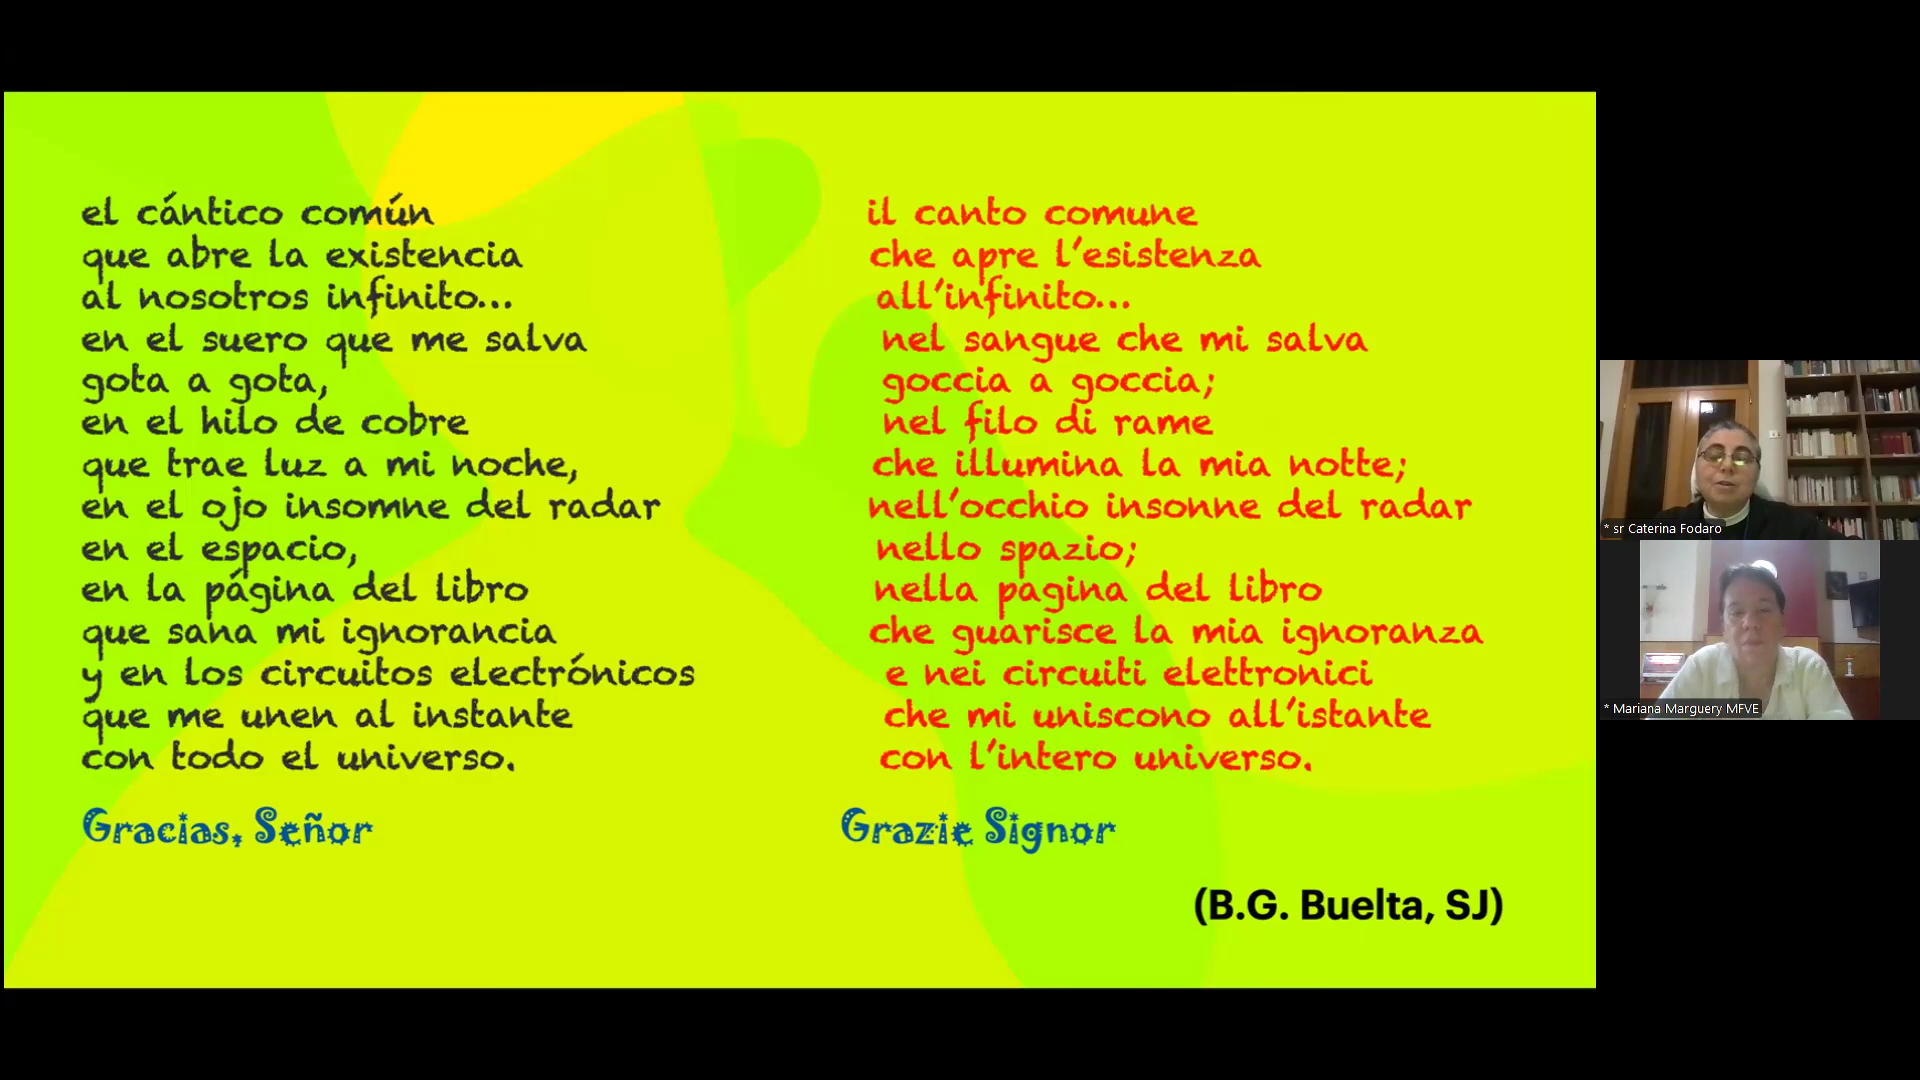 el cántico común
que abre la existencia
al nosotros infinito...
en el suero que me salva
gota a gota,
en el hilo de cobre
que trae luz a mi noche,
en el ojo insomne del radar
en el espacio,
en la página del libro
que sana mi ignorancia
y en los circuitos electrónicos
que me unen al instante
con todo el universo.
Gracias, Señor
il canto comune
che apre l'esistenza
all'infinito...
nel sangue che mi salva
goccia a goccia;
nel filo di rame
che illumina la mia notte;
nell'occhio insonne del radar
nello spazio;
nella pagina del libro
che guarisce la mia ignoranza
e nei circuiti elettronici
che mi uniscono all'istante
con l'intero universo.
Grazie Signor
(B.G. Buelta, SJ)
* sr Caterina Fodaro
* Mariana Marguery MFVE